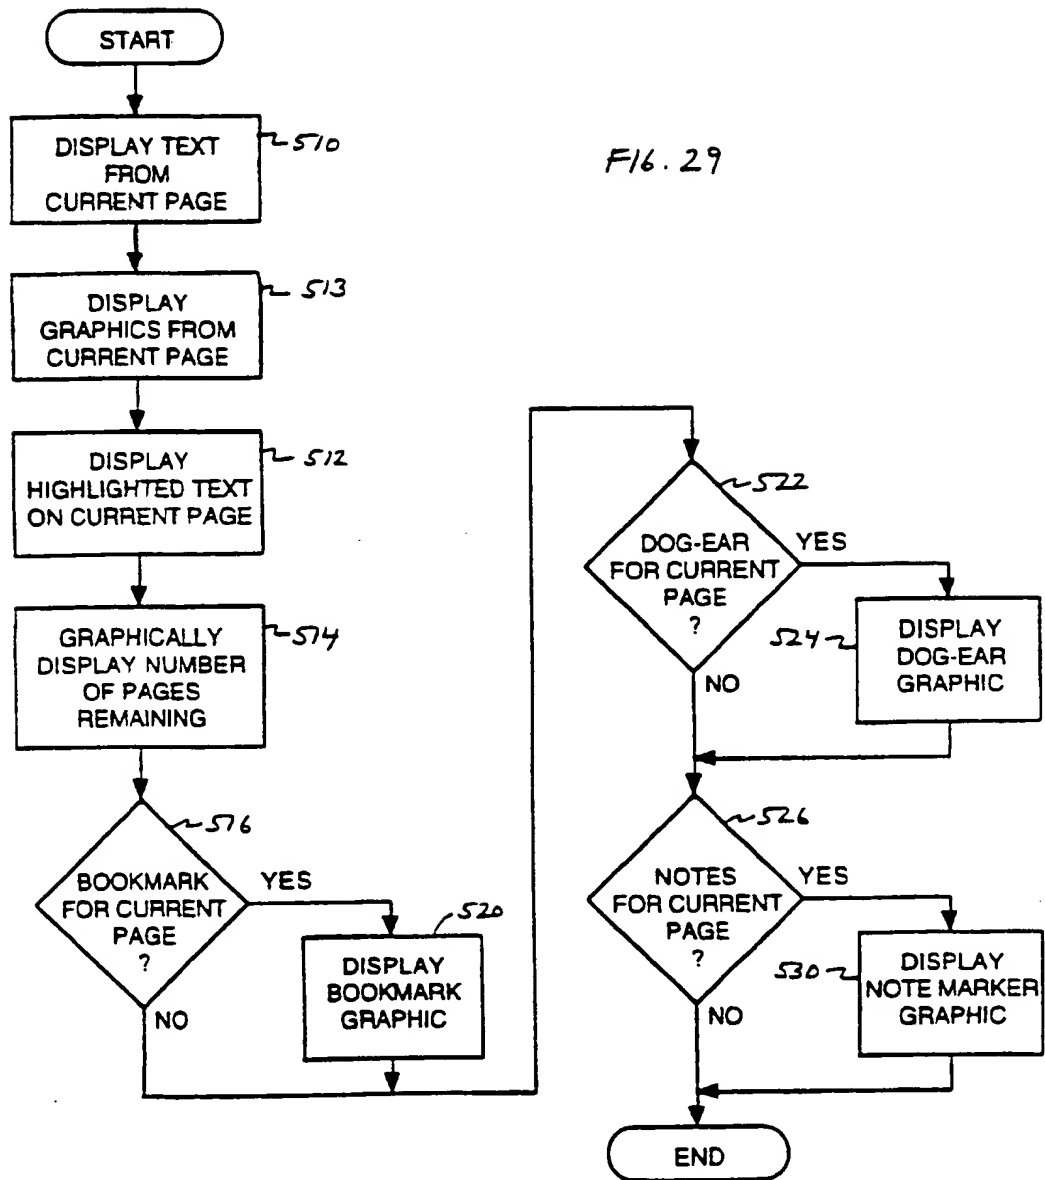 START
DISPLAY TEXT
FROM
CURRENT PAGE
510
FIG. 29
DISPLAY
GRAPHICS FROM
CURRENT PAGE
513
DISPLAY
HIGHLIGHTED TEXT
ON CURRENT PAGE
512
GRAPHICALLY
DISPLAY NUMBER
OF PAGES
REMAINING
514
BOOKMARK
FOR CURRENT
PAGE
?
516
YES
NO
DISPLAY
BOOKMARK
GRAPHIC
520
DOG-EAR
FOR CURRENT
PAGE
?
522
YES
NO
DISPLAY
DOG-EAR
GRAPHIC
524
NOTES
FOR CURRENT
PAGE
?
526
YES
NO
DISPLAY
NOTE MARKER
GRAPHIC
530
END